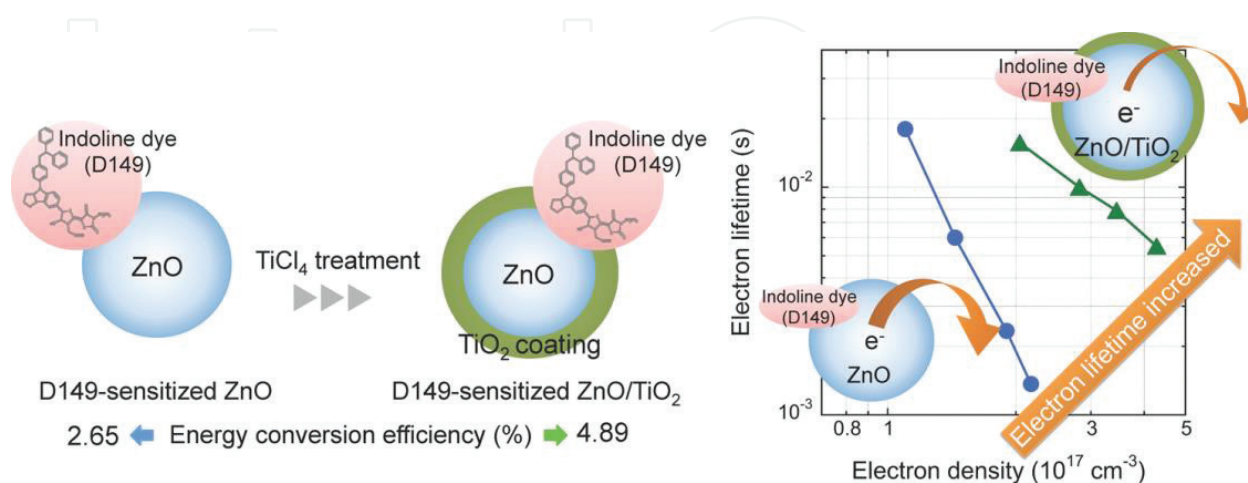 Indoline dye
(D149)
ZnO
D149-sensitized ZnO
TiCl₄ treatment
Indoline dye
(D149)
ZnO
TiO₂ coating
D149-sensitized ZnO/TiO₂
2.65 Energy conversion efficiency (%) 4.89
Electron lifetime (s)
10⁻²
10⁻³
Indoline dye
(D149)
e⁻
ZnO/TiO₂
Indoline dye
(D149)
e⁻
ZnO
Electron lifetime increased
0.8 1 3 5
Electron density (10¹⁷ cm⁻³)